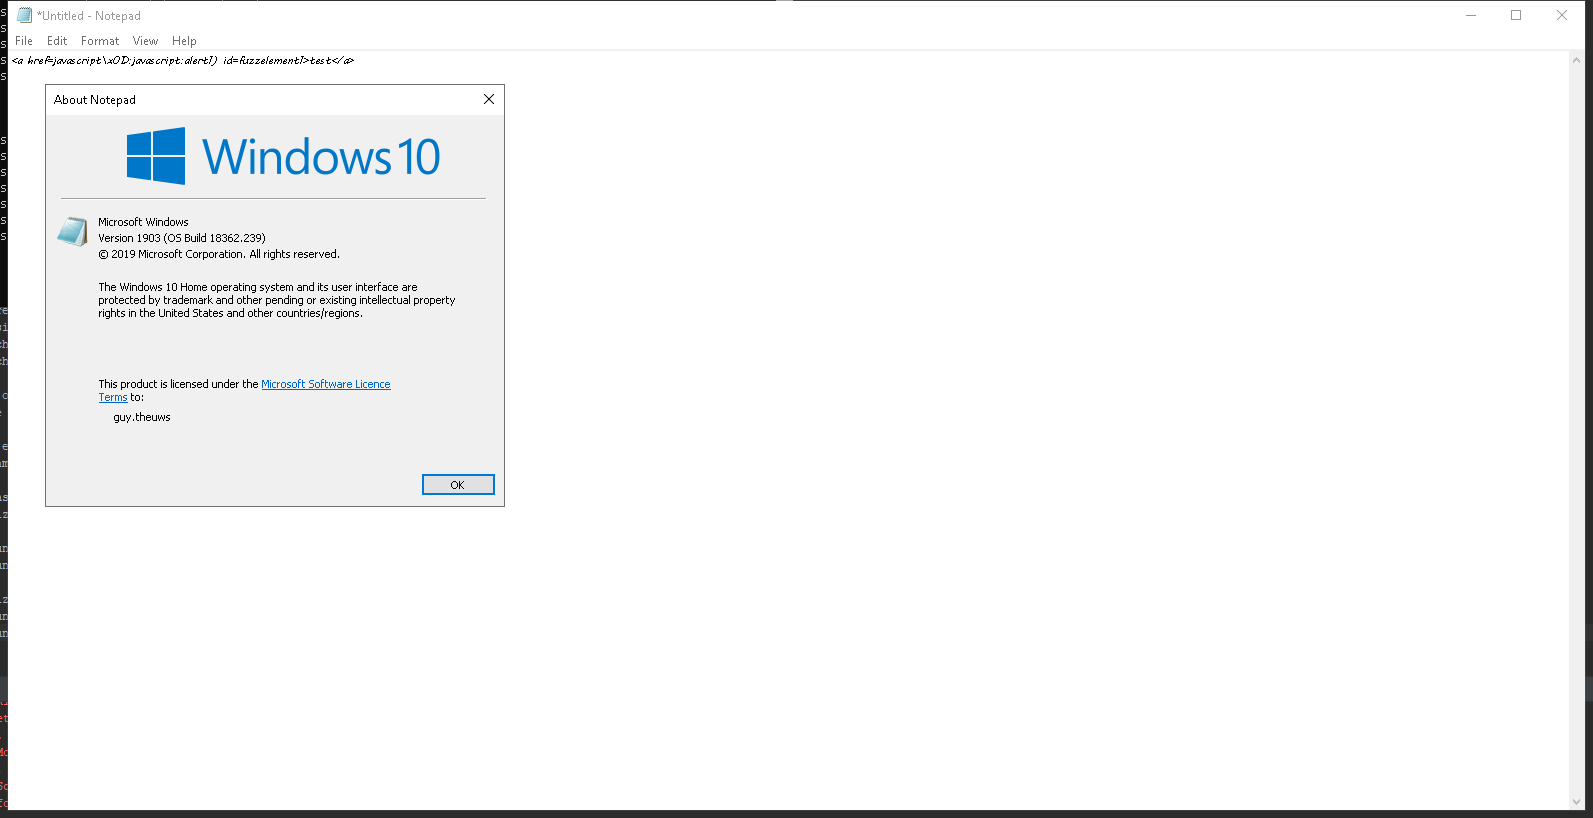 *Untitled - Notepad
File Edit Format View Help
<a href=javascript\x0D:javascript:alert1) id=fuzzelement1>test</a>
About Notepad
Windows 10
Microsoft Windows
Version 1903 (OS Build 18362.239)
© 2019 Microsoft Corporation. All rights reserved.
The Windows 10 Home operating system and its user interface are
protected by trademark and other pending or existing intellectual property
rights in the United States and other countries/regions.
This product is licensed under the Microsoft Software Licence
Terms to:
guy.theuws
OK